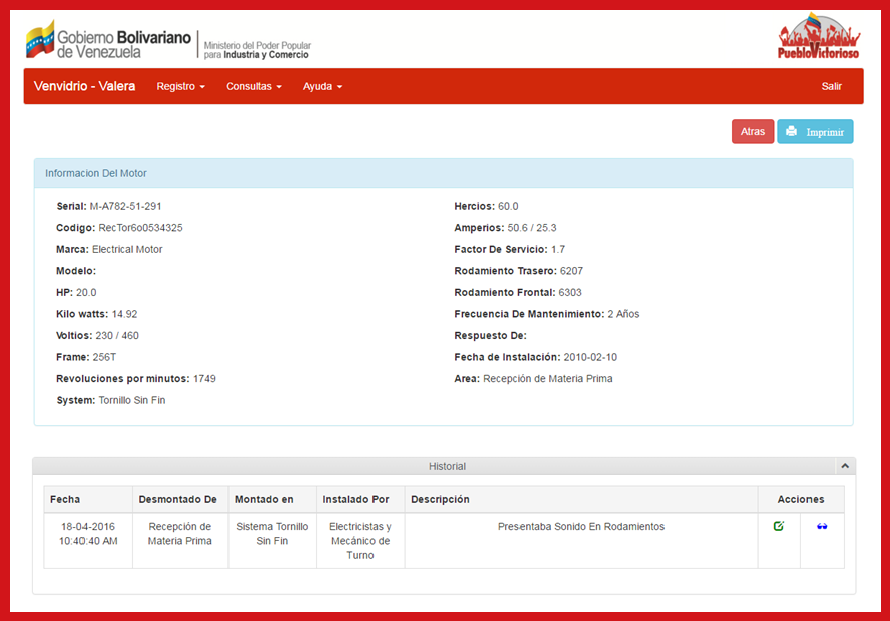 Gobierno Bolivariano
de Venezuela
Ministerio del Poder Popular
para Industria y Comercio
PuebloVictorioso
Venvidrio - Valera
Registro
Consultas
Ayuda
Salir
Atras
Imprimir
Informacion Del Motor
Serial: M-A782-51-291
Codigo: RecTor6o0534325
Marca: Electrical Motor
Modelo:
HP: 20.0
Kilo watts: 14.92
Voltios: 230 / 460
Frame: 256T
Revoluciones por minutos: 1749
System: Tornillo Sin Fin
Hercios: 60.0
Amperios: 50.6 / 25.3
Factor De Servicio: 1.7
Rodamiento Trasero: 6207
Rodamiento Frontal: 6303
Frecuencia De Mantenimiento: 2 Años
Respuesto De:
Fecha de Instalación: 2010-02-10
Area: Recepción de Materia Prima
Historial
Fecha
Desmontado De
Montado en
Instalado Por
Descripción
Acciones
18-04-2016
10:40:40 AM
Recepción de
Materia Prima
Sistema Tornillo
Sin Fin
Electricistas y
Mecánico de
Turno
Presentaba Sonido En Rodamientos